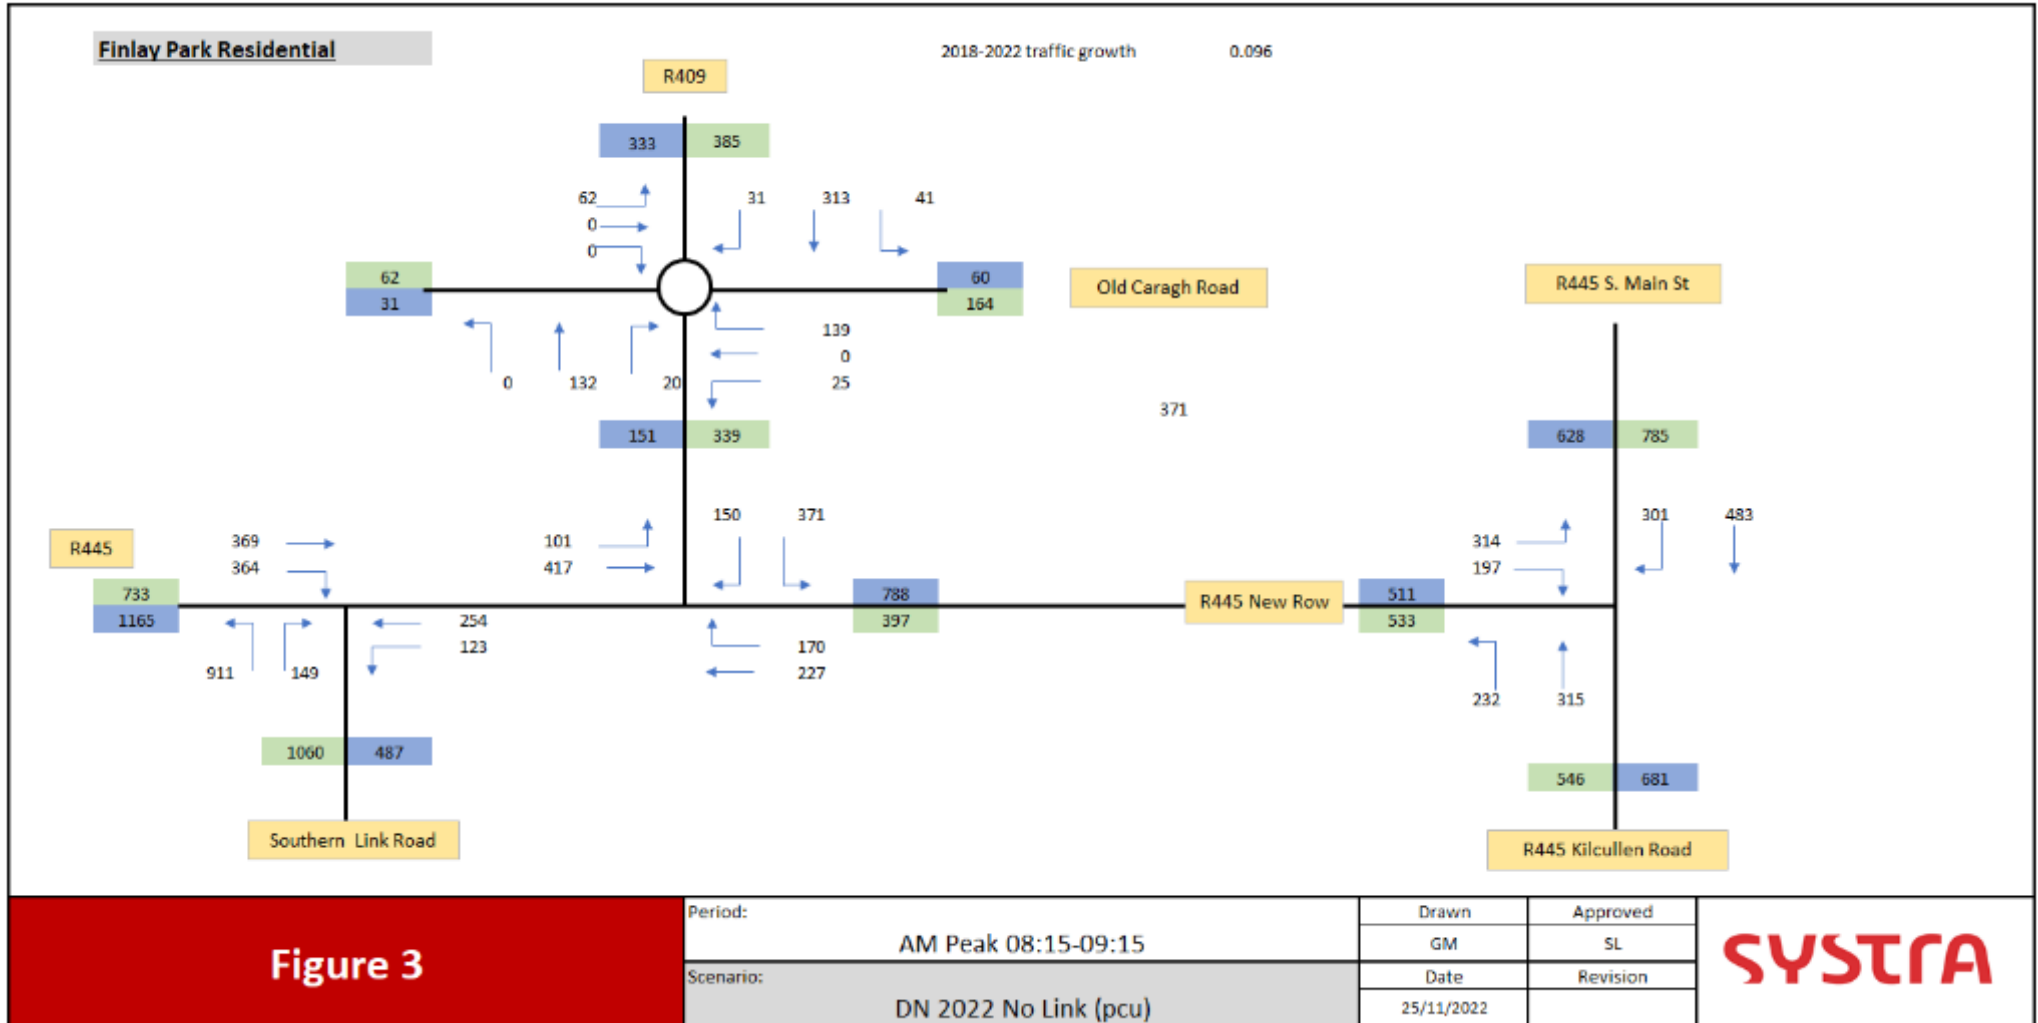 Finlay Park Residential
2018-2022 traffic growth 0.096
R409
333 385
62 31 313 41
0
0
62 60
31 164
Old Caragh Road
R445 S. Main St
139
0
0 132 20 25
371
151 339
628 785
150 371
301 483
R445
369 101 314
364 417 197
733 788 R445 New Row 511
1165 397 533
254
123 170
911 149 227
232 315
1060 487
546 681
Southern Link Road
R445 Kilcullen Road
Figure 3
Period:
AM Peak 08:15-09:15
Scenario:
DN 2022 No Link (pcu)
Drawn Approved
GM SL
Date Revision
25/11/2022
SYSTRA